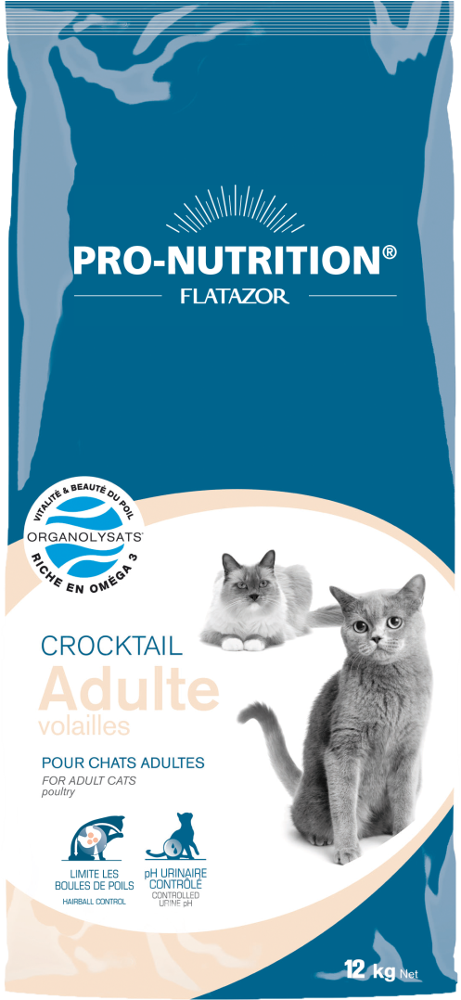 PRO-NUTRITION®
FLATAZOR
VITALITÉ & BEAUTÉ DU POIL
ORGANOLYSATS®
RICHE EN OMÉGA 3
CROCKTAIL
Adulte
volailles
POUR CHATS ADULTES
FOR ADULT CATS
poultry
LIMITE LES
BOULES DE POILS
HAIRBALL CONTROL
pH URINAIRE
CONTRÔLÉ
CONTROLLED
URINE pH
12 kg Net